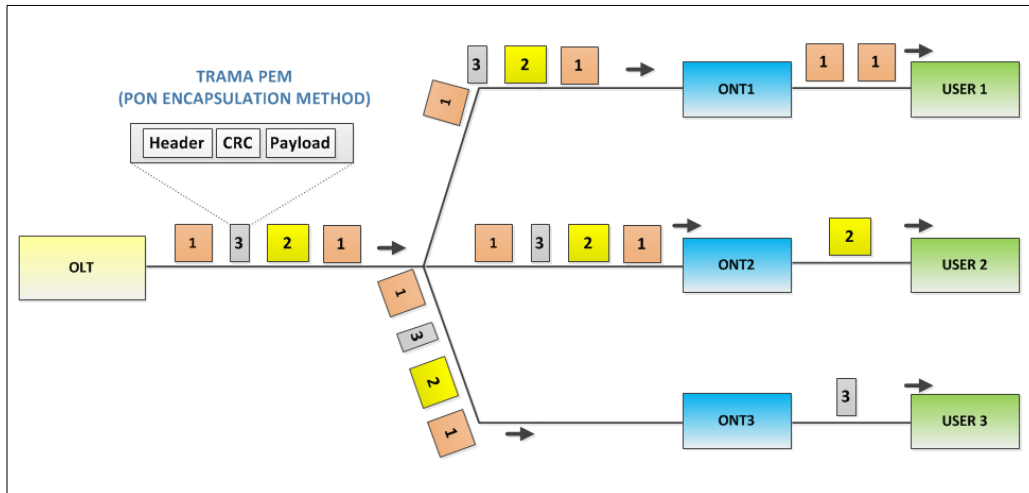 TRAMA PEM
(PON ENCAPSULATION METHOD)
Header CRC Payload
3 2 1
1
ONT1
1 1
USER 1
OLT
1 3 2 1
1 3 2 1
ONT2
2
USER 2
1
3
2
1
ONT3
3
USER 3